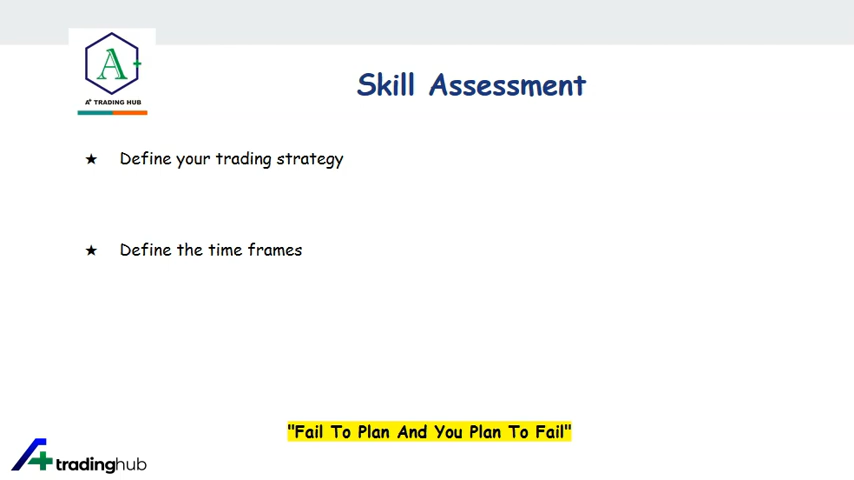 A+
A+ TRADING HUB
Skill Assessment
★ Define your trading strategy
★ Define the time frames
"Fail To Plan And You Plan To Fail"
A+ tradinghub